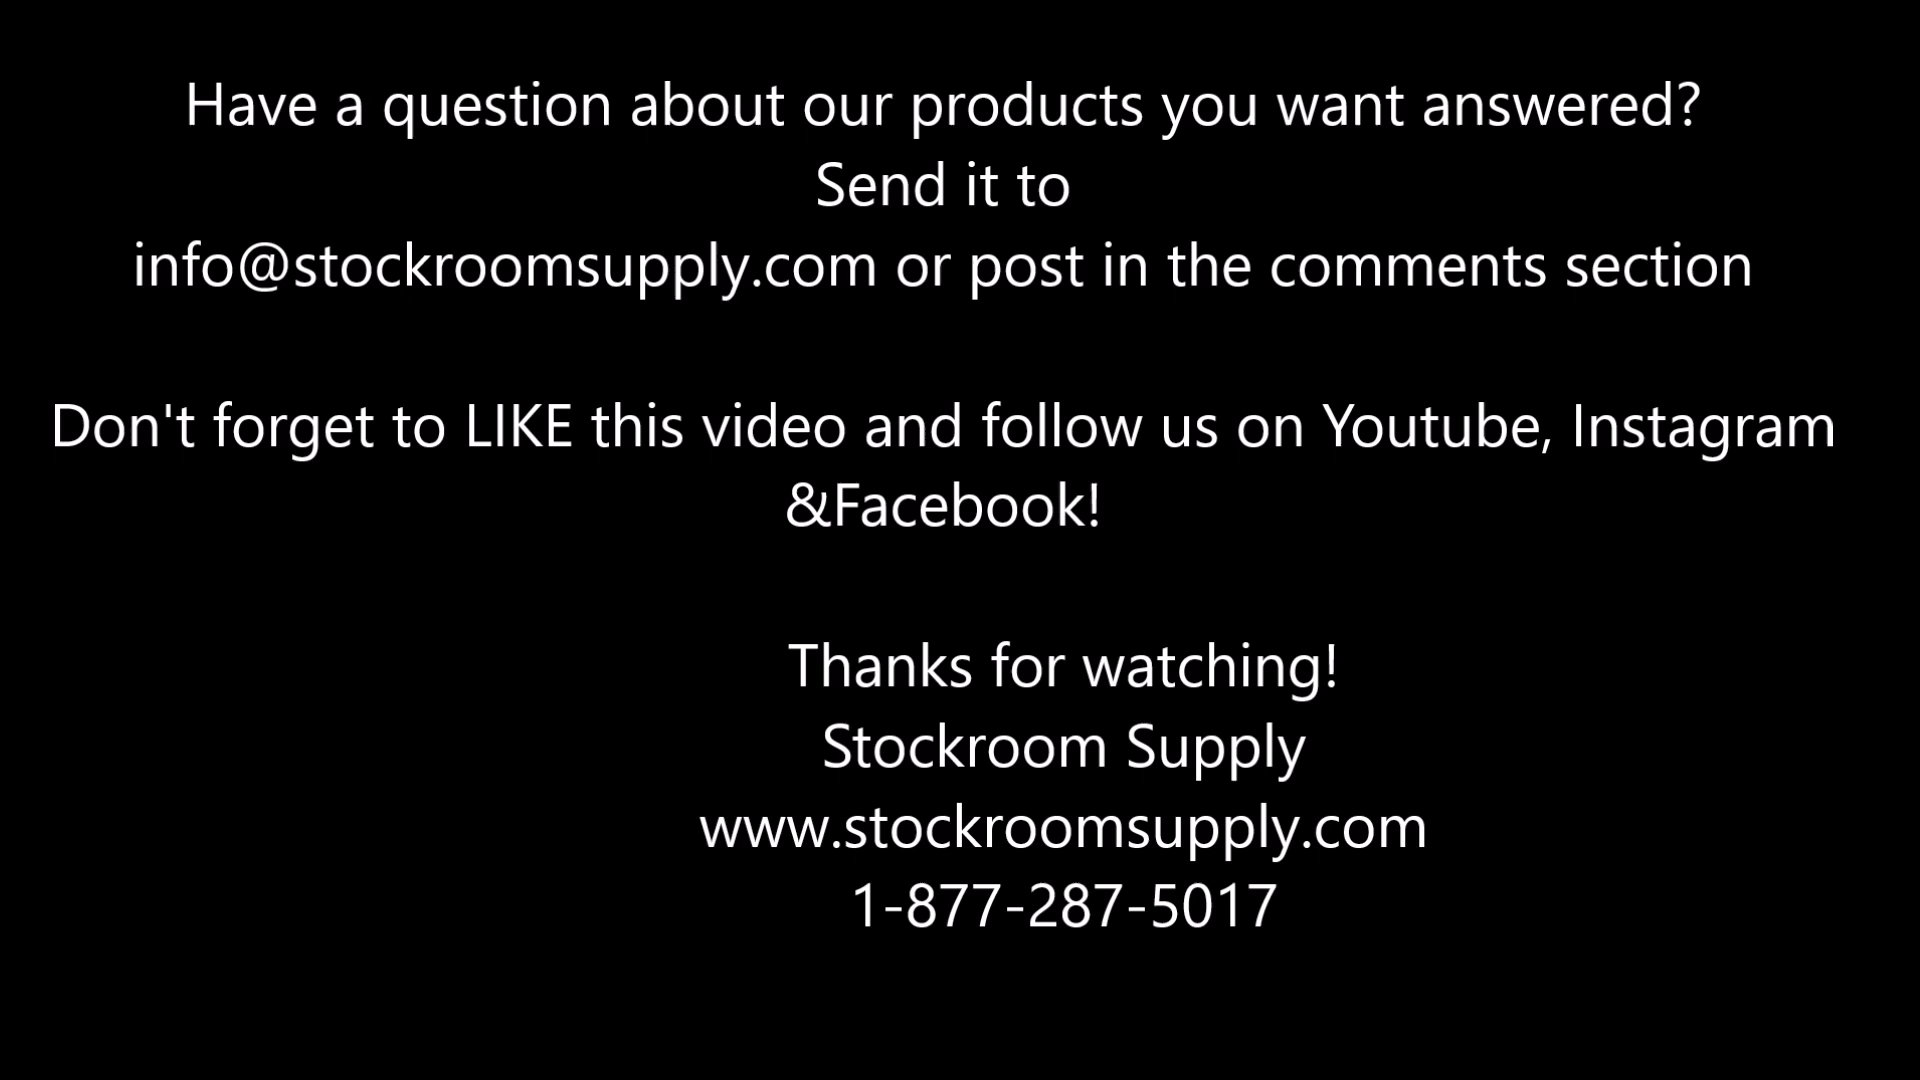 Have a question about our products you want answered?
Send it to
info@stockroomsupply.com or post in the comments section
Don't forget to LIKE this video and follow us on Youtube, Instagram
&Facebook!
Thanks for watching!
Stockroom Supply
www.stockroomsupply.com
1-877-287-5017